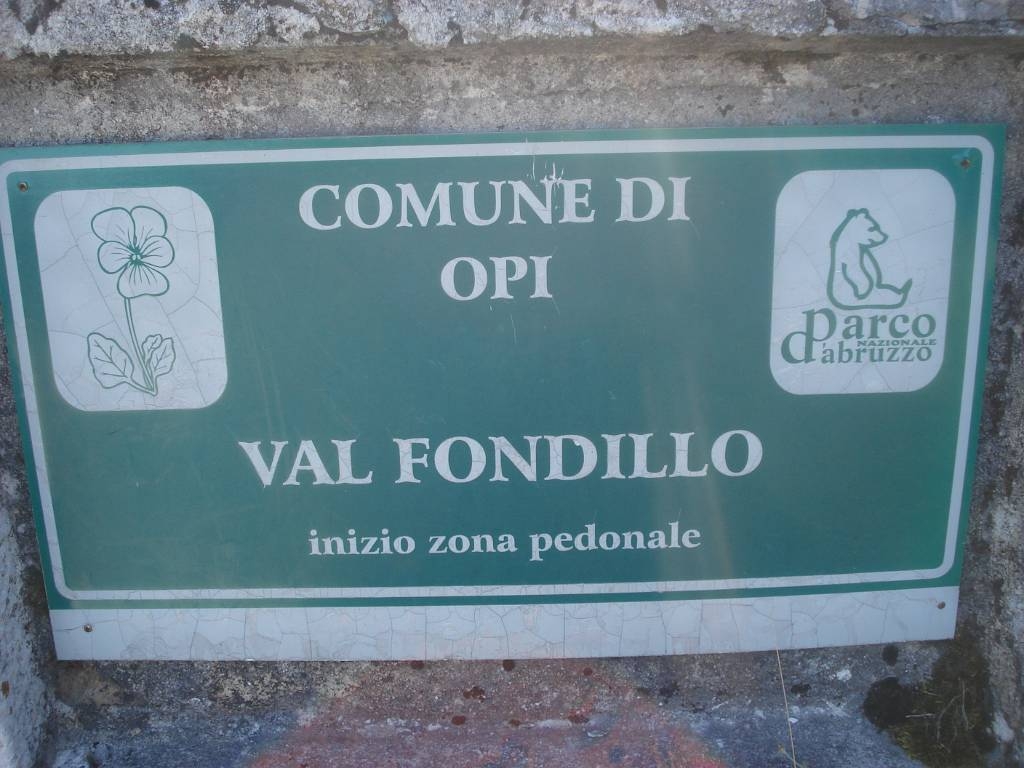 COMUNE DI
OPI
Parco
NAZIONALE
d'abruzzo
VAL FONDILLO
inizio zona pedonale